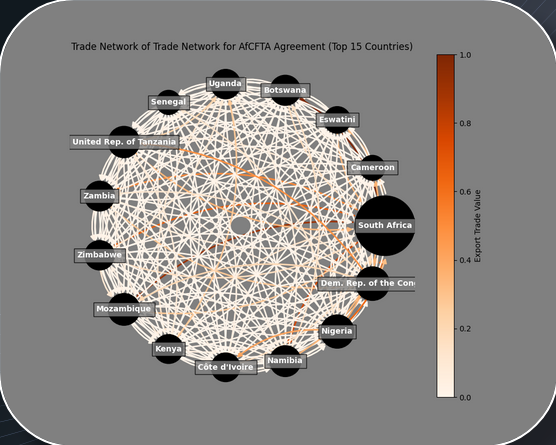 Trade Network of Trade Network for AfCFTA Agreement (Top 15 Countries)
1.0
Uganda
Botswana
Senegal
Eswatini
United Rep. of Tanzania
0.8
Cameroon
Zambia
0.6
South Africa
Export Trade Value
Zimbabwe
Dem. Rep. of the Con
0.4
Mozambique
Nigeria
0.2
Kenya
Côte d'Ivoire
Namibia
0.0